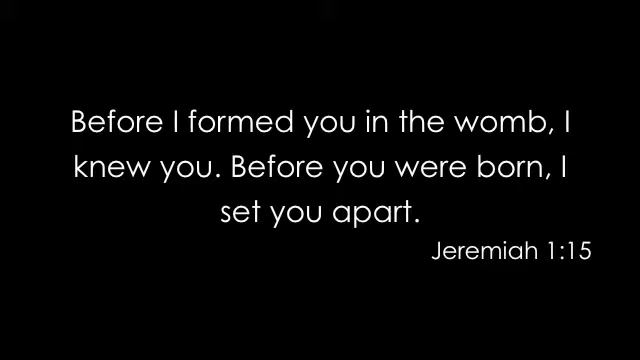 Before I formed you in the womb, I
knew you. Before you were born, I
set you apart.
Jeremiah 1:15